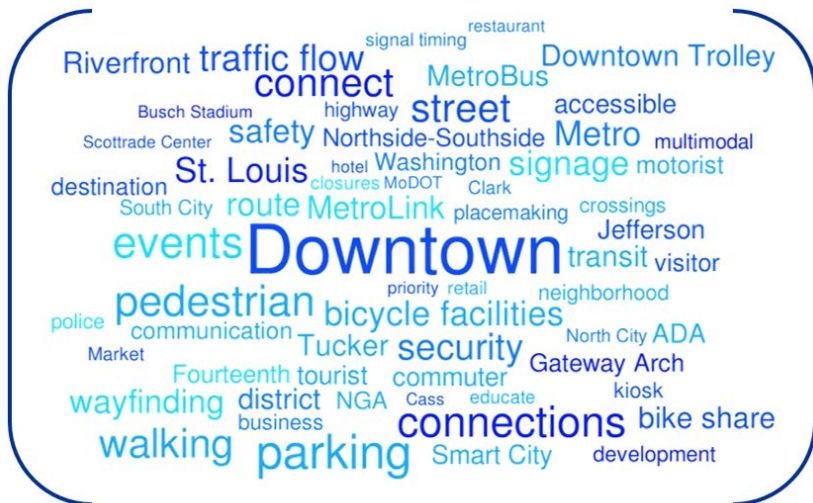 restaurant
signal timing
Riverfront traffic flow Downtown Trolley
connect MetroBus
Busch Stadium highway street accessible
Scottrade Center safety Northside-Southside Metro multimodal
St. Louis hotel Washington signage motorist
destination closures MoDOT Clark
South City route MetroLink placemaking crossings
events Downtown Jefferson
transit visitor
pedestrian priority retail neighborhood
police communication bicycle facilities
Market Tucker security North City ADA
Fourteenth tourist commuter Gateway Arch
wayfinding district NGA Cass educate kiosk
business connections bike share
walking parking Smart City development